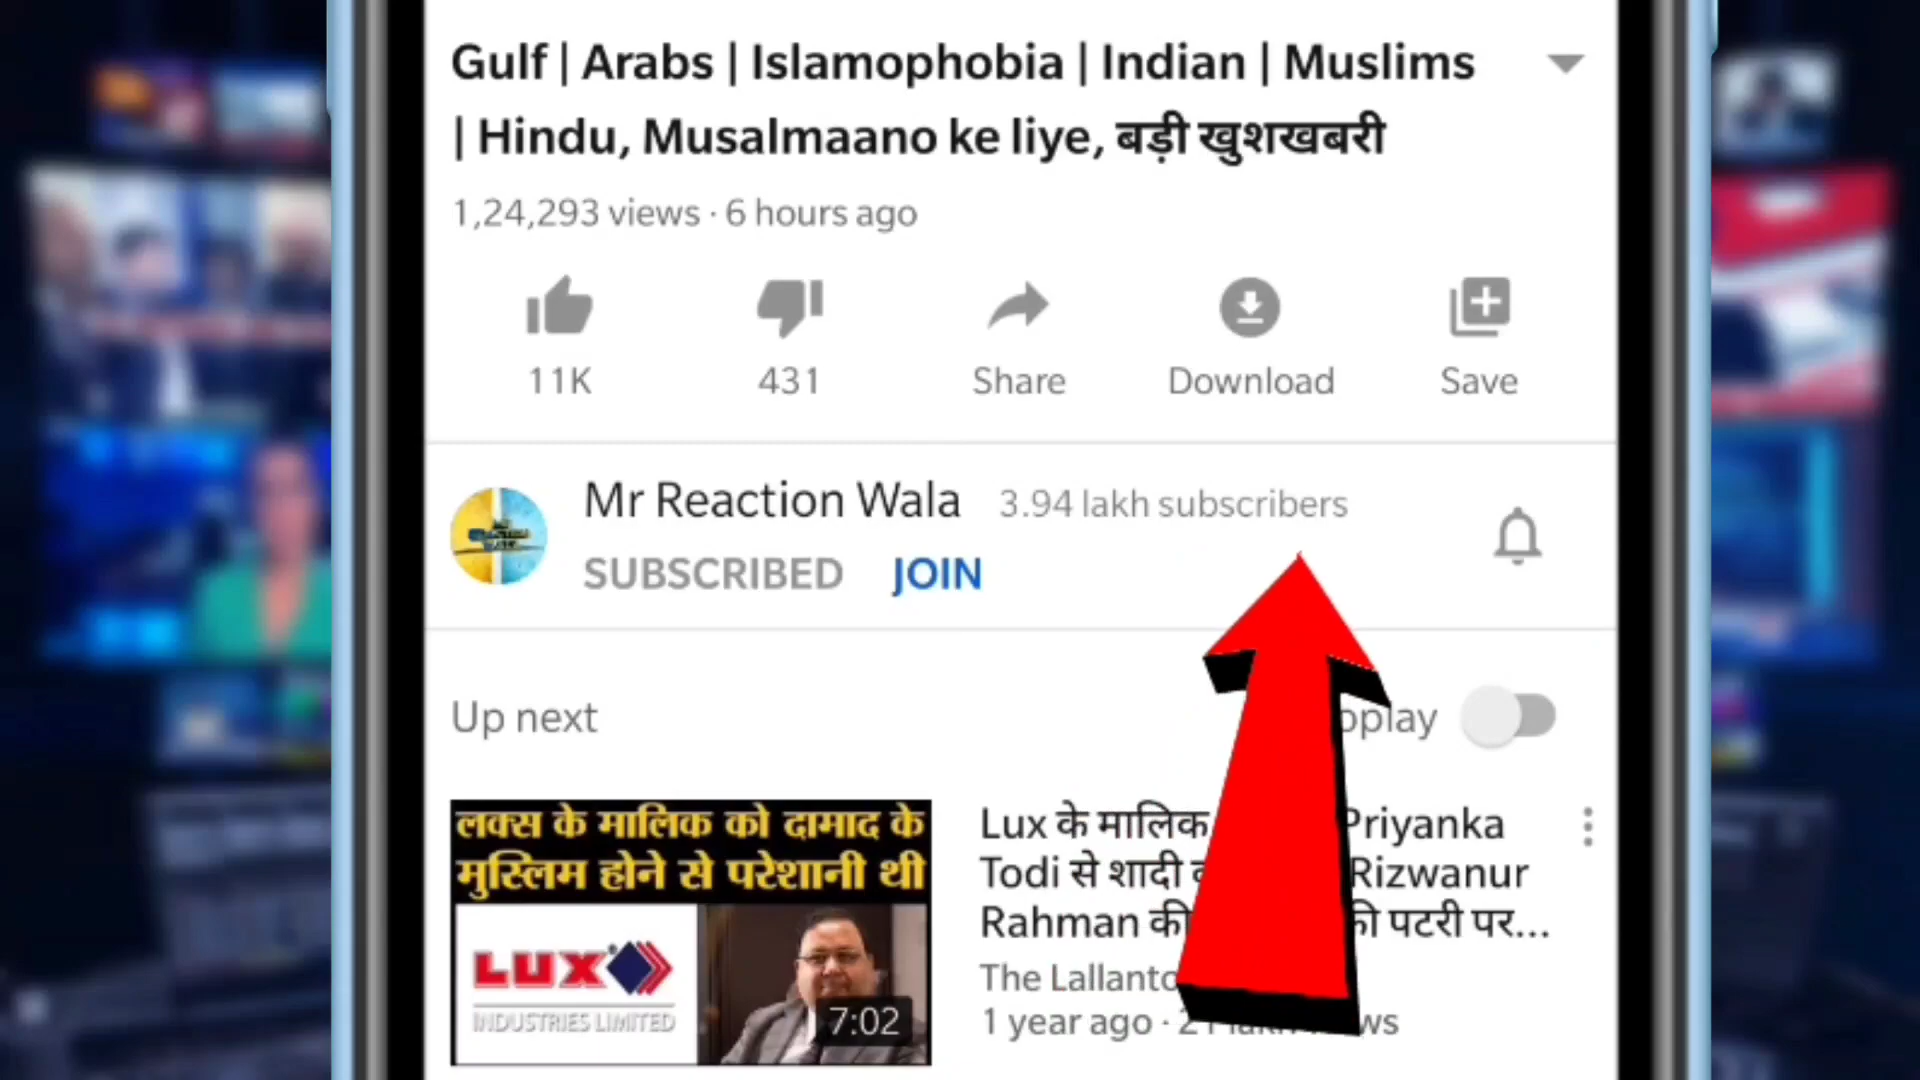 Gulf | Arabs | Islamophobia | Indian | Muslims
| Hindu, Musalmaano ke liye, बड़ी खुशखबरी
1,24,293 views · 6 hours ago
11K 431 Share Download Save
Mr Reaction Wala 3.94 lakh subscribers
SUBSCRIBED JOIN
Up next
लक्स के मालिक को दामाद के
मुस्लिम होने से परेशानी थी
LUX
INDUSTRIES LIMITED
7:02
Lux के मालिक Priyanka
Todi से शादी Rizwanur
Rahman की पटरी पर...
The
1 year ago ·